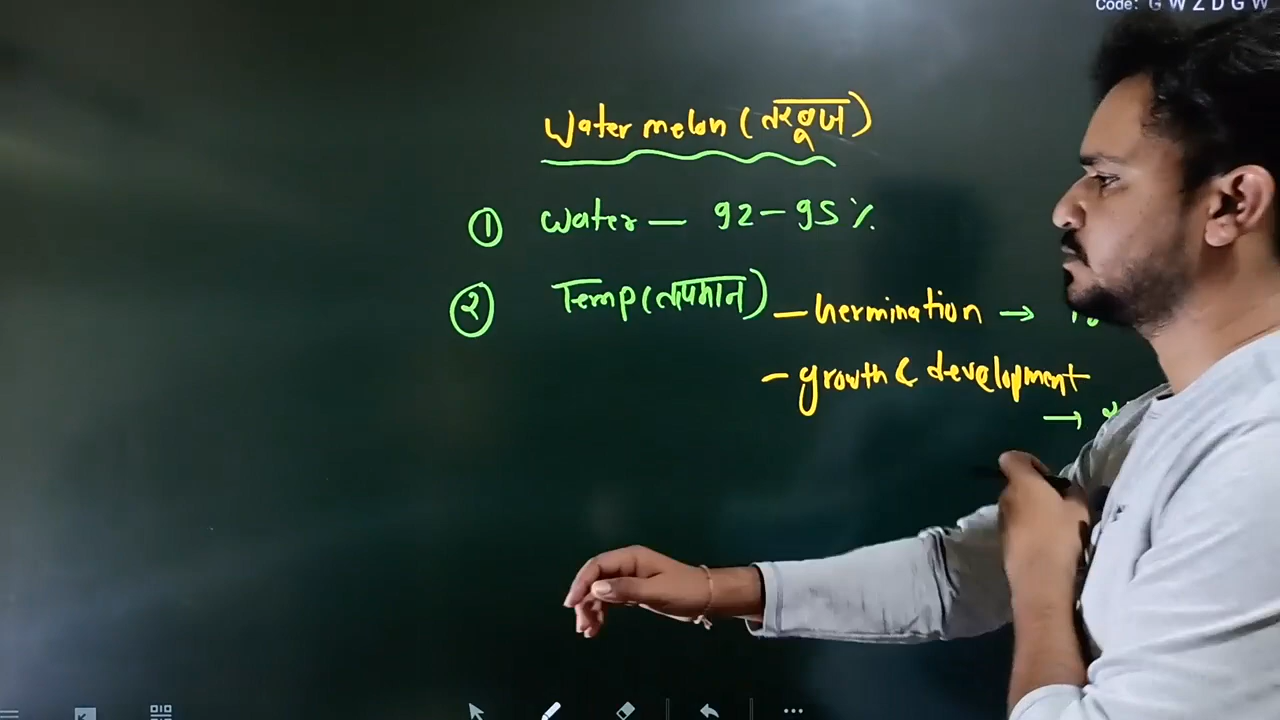 Code: G W Z D G W
Water melon (तरबूज)
① Water — 92 – 95 %
② Temp (तापमान) — Germination →
– growth & development
→